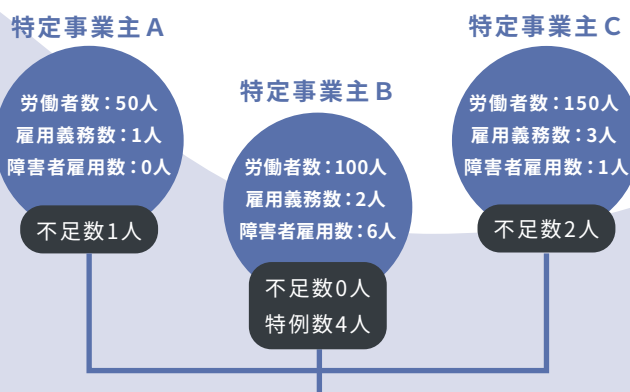 特定事業主A
労働者数：50人
雇用義務数：1人
障害者雇用数：0人
不足数1人
特定事業主B
労働者数：100人
雇用義務数：2人
障害者雇用数：6人
不足数0人
特例数4人
特定事業主C
労働者数：150人
雇用義務数：3人
障害者雇用数：1人
不足数2人